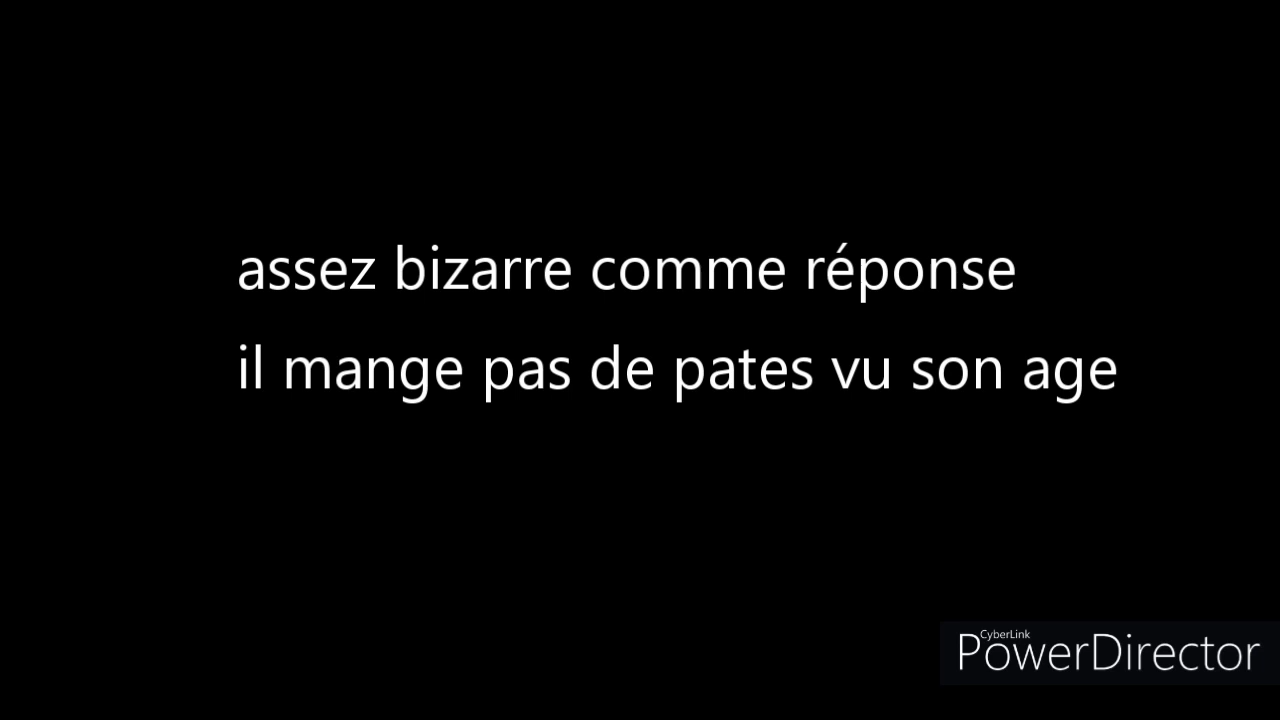 assez bizarre comme réponse
il mange pas de pates vu son age
CyberLink
PowerDirector